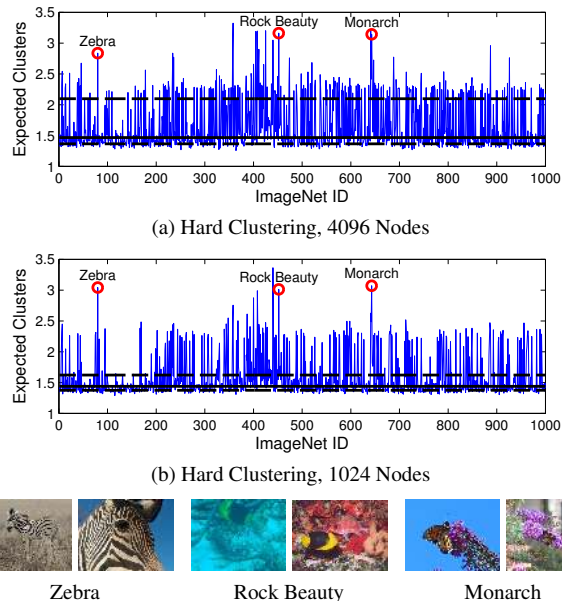 3.5
3
2.5
2
1.5
1
Expected Clusters
Zebra
Rock Beauty
Monarch
0 100 200 300 400 500 600 700 800 900 1000
ImageNet ID
(a) Hard Clustering, 4096 Nodes
3.5
3
2.5
2
1.5
1
Expected Clusters
Zebra
Rock Beauty
Monarch
0 100 200 300 400 500 600 700 800 900 1000
ImageNet ID
(b) Hard Clustering, 1024 Nodes
Zebra
Rock Beauty
Monarch